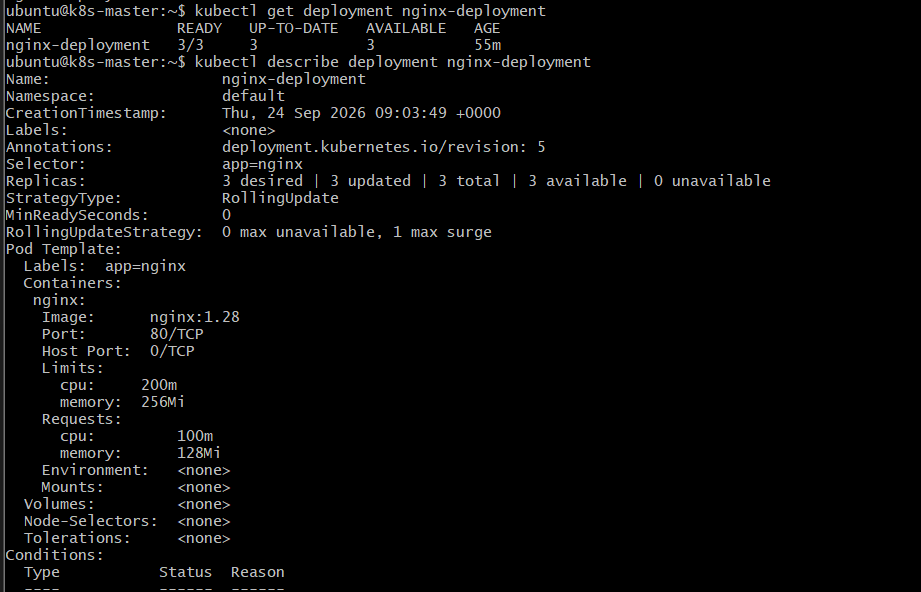 ubuntu@k8s-master:~$ kubectl get deployment nginx-deployment
NAME               READY   UP-TO-DATE   AVAILABLE   AGE
nginx-deployment   3/3     3            3           55m
ubuntu@k8s-master:~$ kubectl describe deployment nginx-deployment
Name:                   nginx-deployment
Namespace:              default
CreationTimestamp:      Thu, 24 Sep 2026 09:03:49 +0000
Labels:                 <none>
Annotations:            deployment.kubernetes.io/revision: 5
Selector:               app=nginx
Replicas:               3 desired | 3 updated | 3 total | 3 available | 0 unavailable
StrategyType:           RollingUpdate
MinReadySeconds:        0
RollingUpdateStrategy:  0 max unavailable, 1 max surge
Pod Template:
  Labels:  app=nginx
  Containers:
   nginx:
    Image:      nginx:1.28
    Port:       80/TCP
    Host Port:  0/TCP
    Limits:
      cpu:     200m
      memory:  256Mi
    Requests:
      cpu:         100m
      memory:      128Mi
    Environment:   <none>
    Mounts:        <none>
  Volumes:         <none>
  Node-Selectors:  <none>
  Tolerations:     <none>
Conditions:
  Type           Status  Reason
  ----           ------  ------